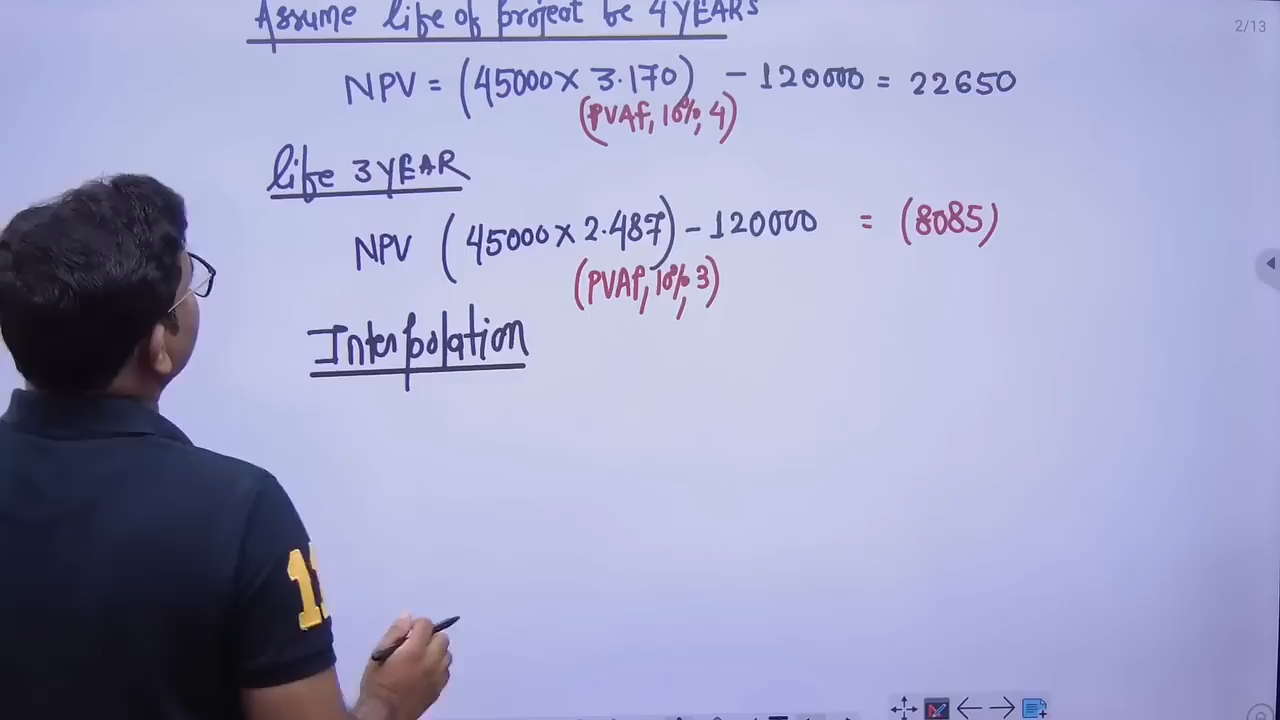 Assume life of project be 4 YEARS
NPV = (45000 × 3.170) - 120000 = 22650
(PVAF, 10%, 4)
life 3 YEAR
NPV (45000 × 2.487) - 120000 = (8085)
(PVAF, 10%, 3)
Interpolation
2/13